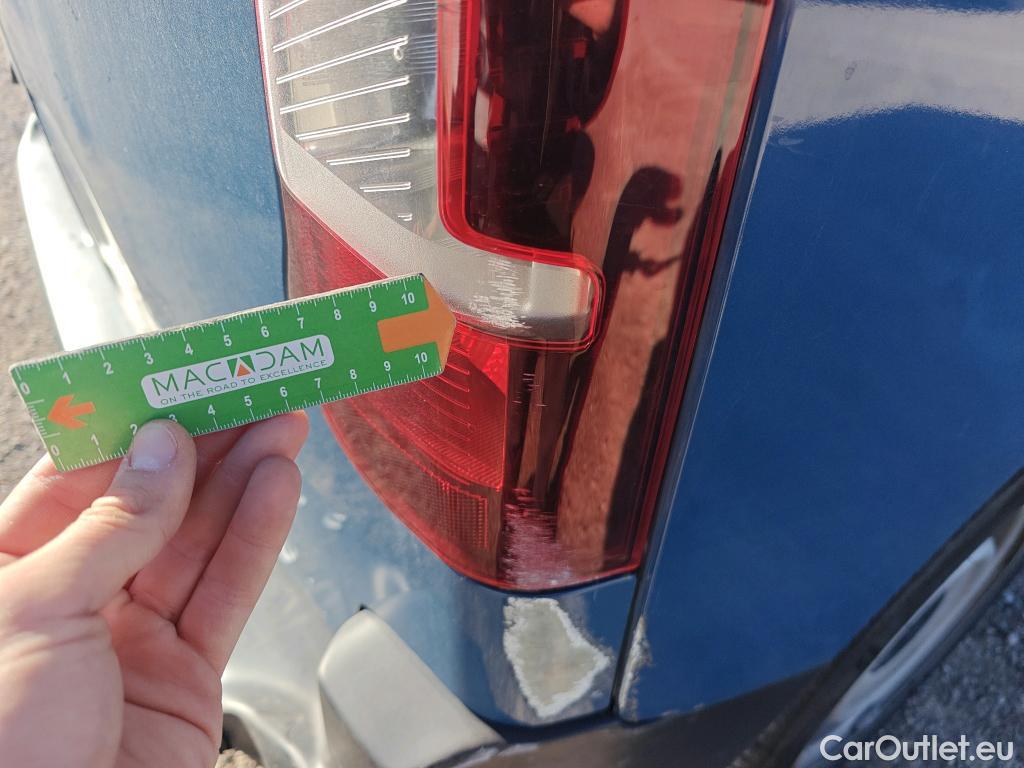 0 1 2 3 4 5 6 7 8 9 10
MACADAM
ON THE ROAD TO EXCELLENCE
0 1 2 3 4 5 6 7 8 9 10
CarOutlet.eu